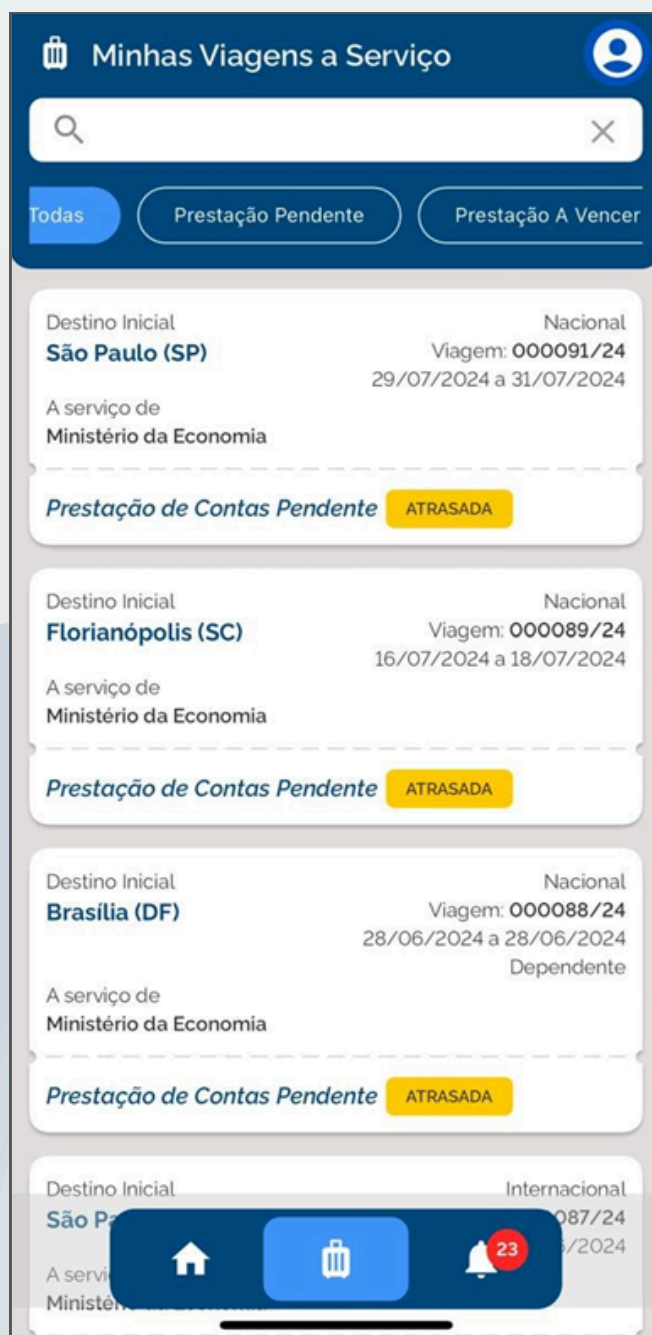 Minhas Viagens a Serviço
Todas
Prestação Pendente
Prestação A Vencer
Destino Inicial
Nacional
São Paulo (SP)
Viagem: 000091/24
29/07/2024 a 31/07/2024
A serviço de
Ministério da Economia
Prestação de Contas Pendente
ATRASADA
Destino Inicial
Nacional
Florianópolis (SC)
Viagem: 000089/24
16/07/2024 a 18/07/2024
A serviço de
Ministério da Economia
Prestação de Contas Pendente
ATRASADA
Destino Inicial
Nacional
Brasília (DF)
Viagem: 000088/24
28/06/2024 a 28/06/2024
Dependente
A serviço de
Ministério da Economia
Prestação de Contas Pendente
ATRASADA
Destino Inicial
Internacional
São
087/24
/2024
A
23